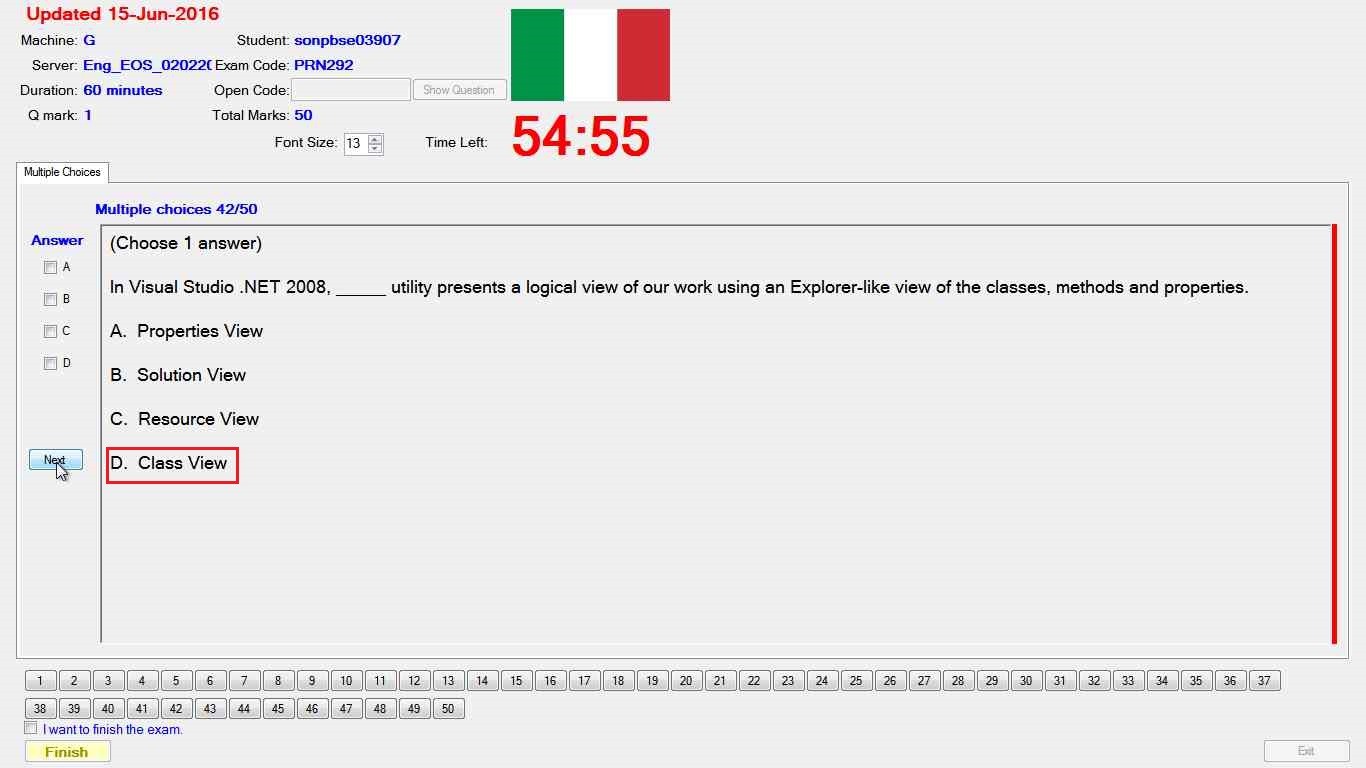 Updated 15-Jun-2016
Machine: G Student: sonpbse03907
Server: Eng_EOS_02022( Exam Code: PRN292
Duration: 60 minutes Open Code: Show Question
Q mark: 1 Total Marks: 50
Font Size: 13 Time Left: 54:55
Multiple Choices
Multiple choices 42/50
Answer
A
B
C
D
Next
(Choose 1 answer)
In Visual Studio .NET 2008, _____ utility presents a logical view of our work using an Explorer-like view of the classes, methods and properties.
A. Properties View
B. Solution View
C. Resource View
D. Class View
1 2 3 4 5 6 7 8 9 10 11 12 13 14 15 16 17 18 19 20 21 22 23 24 25 26 27 28 29 30 31 32 33 34 35 36 37
38 39 40 41 42 43 44 45 46 47 48 49 50
I want to finish the exam.
Finish Exit